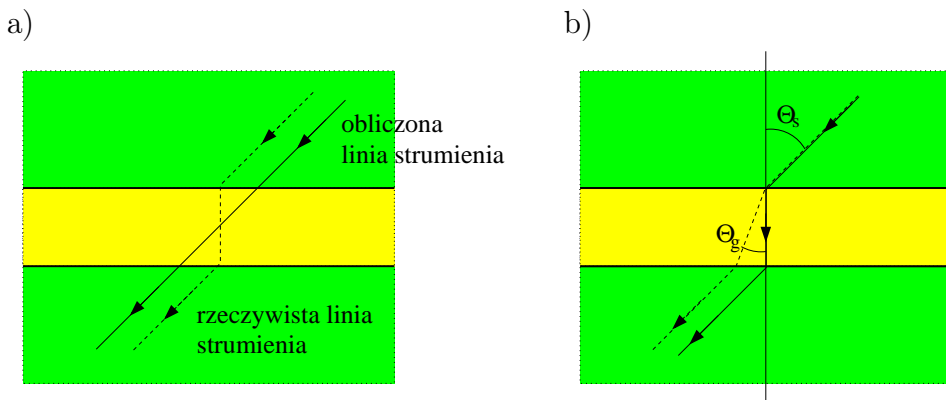 a)
obliczona
linia strumienia
rzeczywista linia
strumienia
b)
Θs
Θg